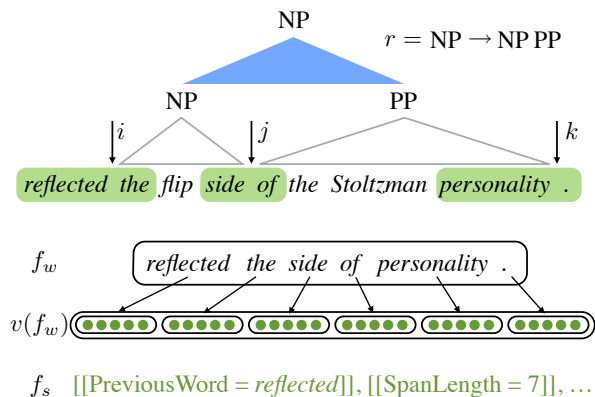 NP
r = NP → NP PP
NP PP
i j k
reflected the flip side of the Stoltzman personality .
f_w reflected the side of personality .
v(f_w)
f_s [[PreviousWord = reflected]], [[SpanLength = 7]], …